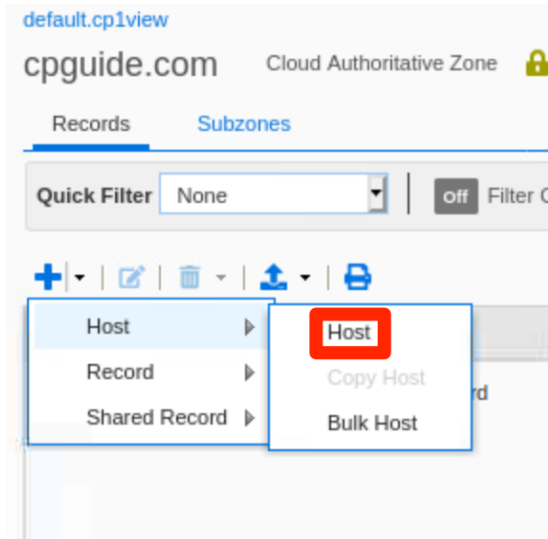 default.cp1view
cpguide.com Cloud Authoritative Zone
Records Subzones
Quick Filter None Off Filter
Host Host
Record Copy Host
Shared Record Bulk Host